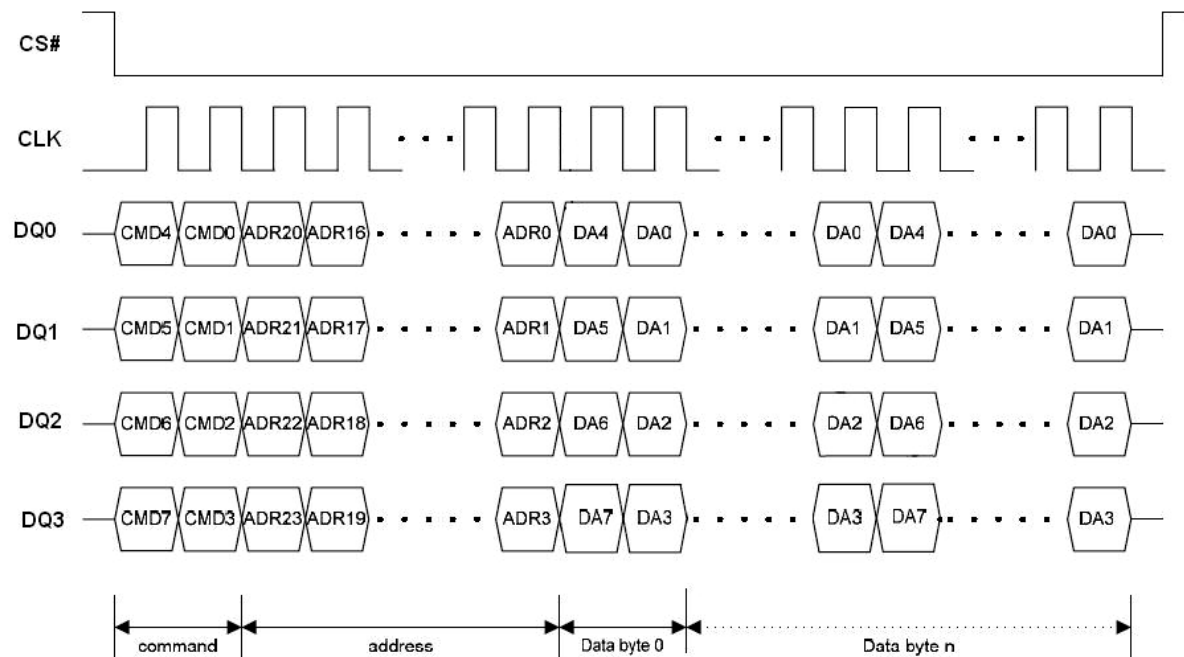 CS#
CLK
DQ0 CMD4 CMD0 ADR20 ADR16 ADR0 DA4 DA0 DA0 DA4 DA0
DQ1 CMD5 CMD1 ADR21 ADR17 ADR1 DA5 DA1 DA1 DA5 DA1
DQ2 CMD6 CMD2 ADR22 ADR18 ADR2 DA6 DA2 DA2 DA6 DA2
DQ3 CMD7 CMD3 ADR23 ADR19 ADR3 DA7 DA3 DA3 DA7 DA3
command address Data byte 0 Data byte n